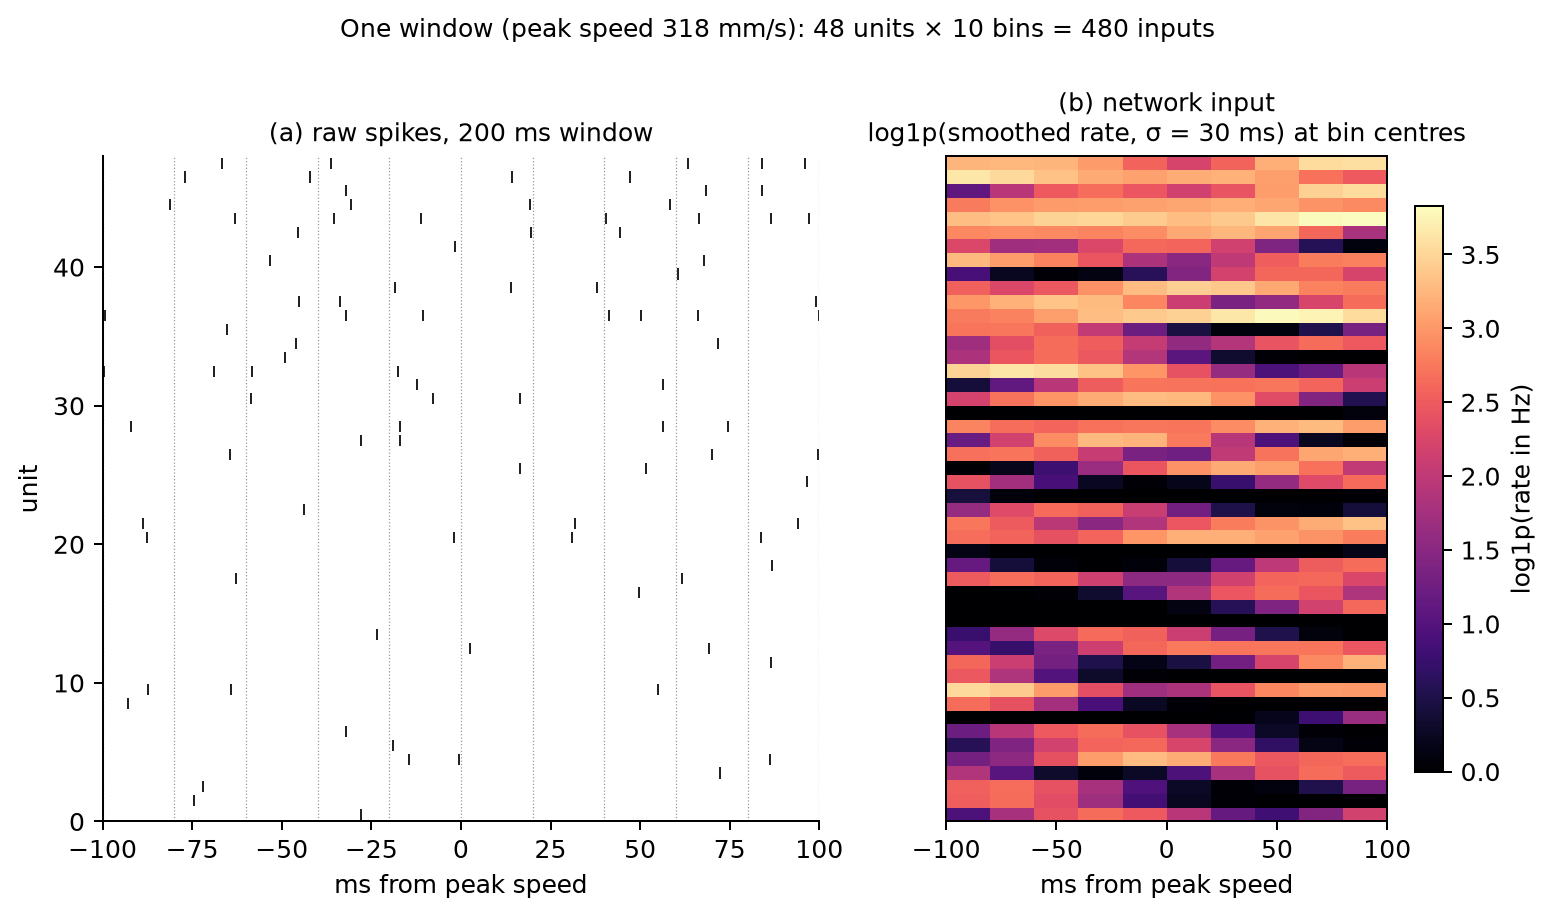 One window (peak speed 318 mm/s): 48 units × 10 bins = 480 inputs
(a) raw spikes, 200 ms window
unit
40
30
20
10
0
−100 −75 −50 −25 0 25 50 75 100
ms from peak speed
(b) network input
log1p(smoothed rate, σ = 30 ms) at bin centres
−100 −50 0 50 100
ms from peak speed
3.5
3.0
2.5
2.0
1.5
1.0
0.5
0.0
log1p(rate in Hz)